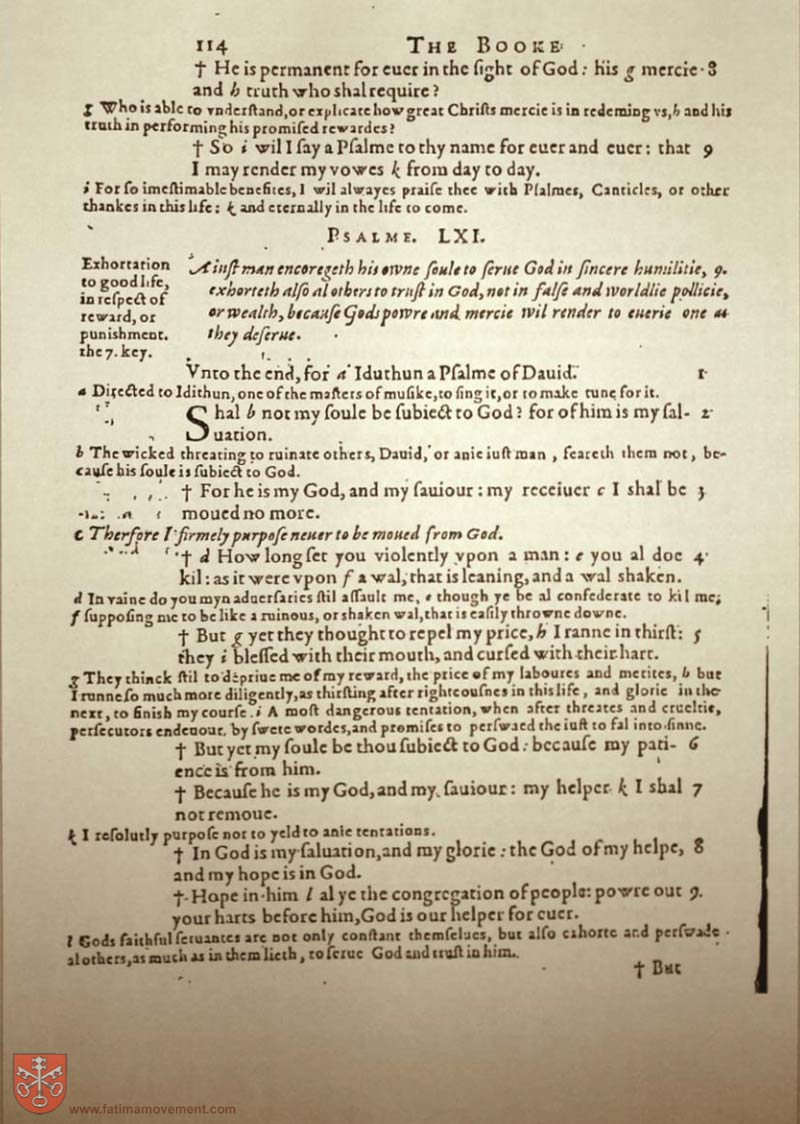 114 THE BOOKE
† He is permanent for euer in the ſight of God: his g mercie 8
and h truth who shal require?
g Who is able to vnderſtand, or explicate how great Chriſts mercie is in redeming vs, h and his
truth in performing his promiſed rewardes?
† So i wil I ſay a Pſalme to thy name for euer and euer: that 9
I may render my vowes k from day to day.
i For ſo imeſtimable benefites, I wil alwayes praiſe thee with Pſalmes, Canticles, or other
thankes in this life: k and eternally in the life to come.
PSALME. LXI.
Exhortation
to good life,
in reſpect of
reward, or
punishment.
the 7. key.
A iuſt man encoregeth his owne ſoule to ſerue God in ſincere humilitie, 9.
exhorteth alſo al others to truſt in God, not in falſe and worldlie pollicie,
or wealth, becauſe Gods powre and mercie wil render to euerie one as
they deſerue.
Vnto the end, for a Iduthun a Pſalme of Dauid. 1
a Directed to Idithun, one of the maſters of muſike, to ſing it, or to make tune for it.
Shal b not my ſoule be ſubiect to God? for of him is my ſal- 2
uation.
b The wicked threating to ruinate others, Dauid, or anie iuſt man, feareth them not, be-
cauſe his ſoule is ſubiect to God.
† For he is my God, and my ſauiour: my receiuer c I shal be 3
moued no more.
c Therfore I firmely purpoſe neuer to be moued from God.
† d How long ſet you violently vpon a man: e you al doe 4
kil: as it were vpon f a wal, that is leaning, and a wal shaken.
d In vaine do you myn aduerſaries ſtil aſſault me, e though ye be al confederate to kil me;
f ſuppoſing me to be like a ruinous, or shaken wal, that is eaſily throwne downe.
† But g yet they thought to repel my price, h I ranne in thirſt: 5
they i bleſſed with their mouth, and curſed with their hart.
g They thinck ſtil to depriue me of my reward, the price of my laboures and merites, h but
I runne ſo much more diligently, as thirſting after righteouſnes in this life, and glorie in the
next, to finish my courſe. i A moſt dangerous tentation, when after threates and crueltie,
perſecutors endeuour, by ſwete wordes, and promiſes to perſwaed the iuſt to fal into ſinne.
† But yet my ſoule be thou ſubiect to God: becauſe my pati- 6
ence is from him.
† Becauſe he is my God, and my ſauiour: my helper k I shal 7
not remoue.
k I reſolutly purpoſe not to yeld to anie tentations.
† In God is my ſaluation, and my glorie: the God of my helpe, 8
and my hope is in God.
† Hope in him l al ye the congregation of people: powre out 9.
your harts before him, God is our helper for euer.
l Gods faithful ſeruantes are not only conſtant themſelues, but alſo exhorte and perſwade
al others, as much as in them lieth, to ſerue God and truſt in him.
† But
www.fatimamovement.com